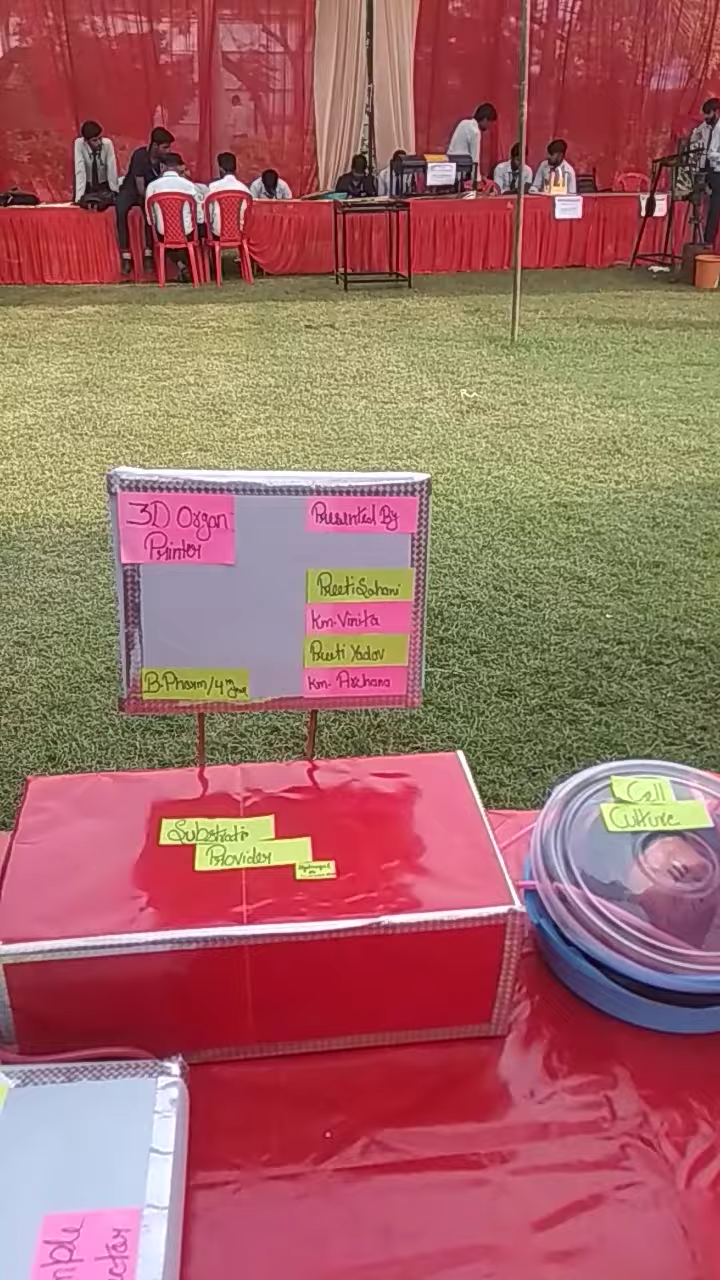 3D Organ
Printer
Presented By
Preeti Sahani
Km. Vinita
Preeti Yadav
Km. Archana
B.Pharm/4th Year
Provider
Cell
Culture